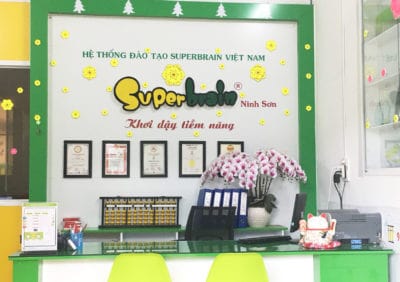 HỆ THỐNG ĐÀO TẠO SUPERBRAIN VIỆT NAM
Superbrain®
Ninh Sơn
Khơi dậy tiềm năng